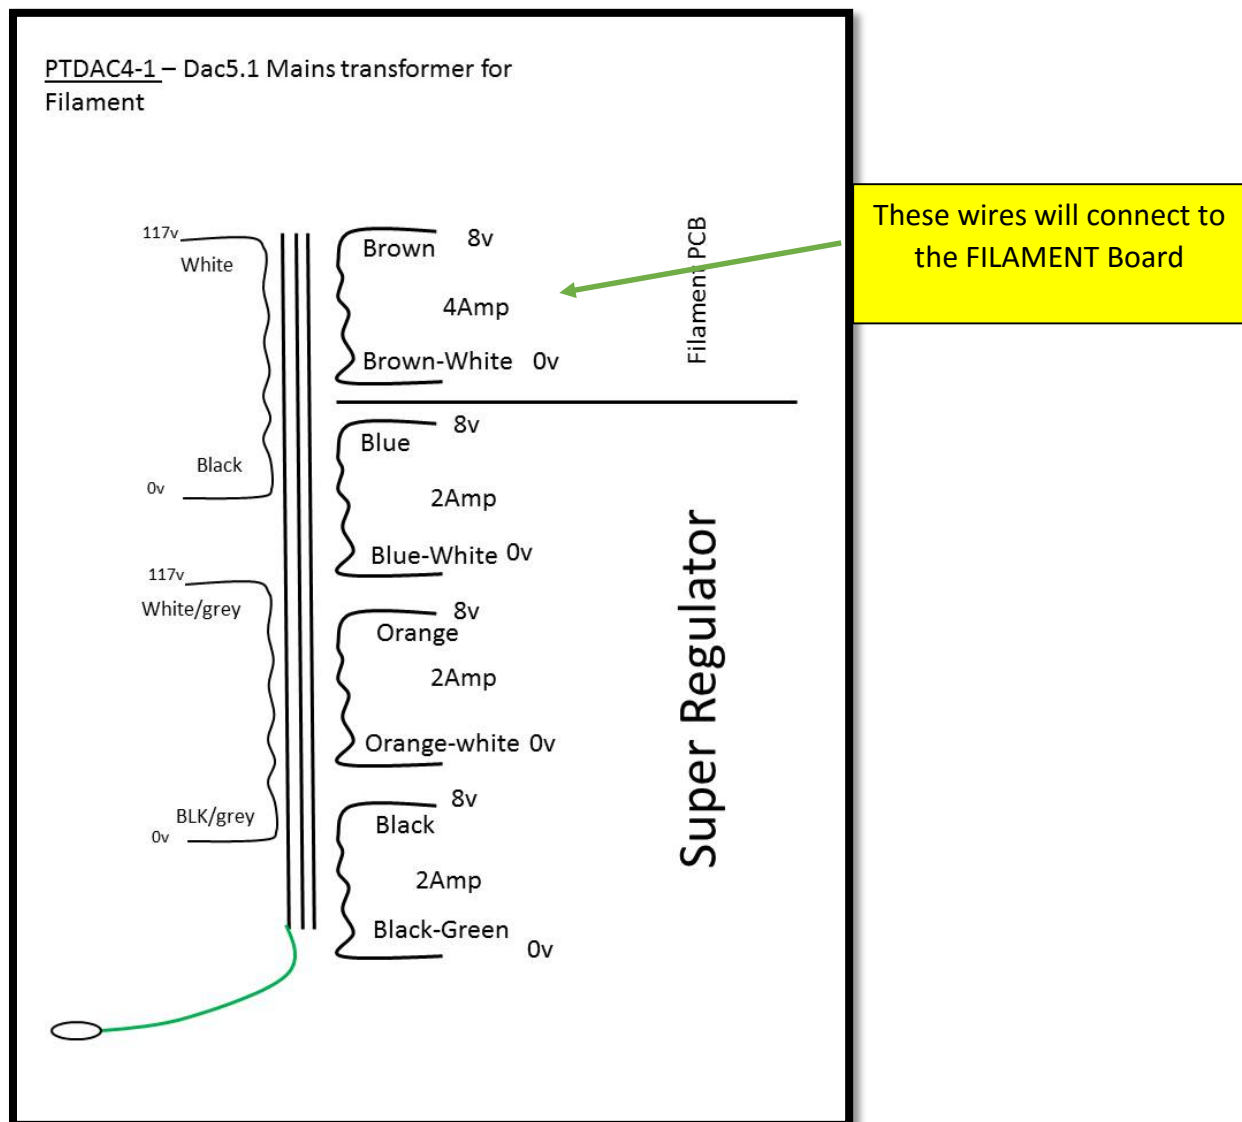 PTDAC4-1 – Dac5.1 Mains transformer for
Filament
These wires will connect to
the FILAMENT Board
117v
White
Black
0v
117v
White/grey
BLK/grey
0v
Brown 8v
4Amp
Brown-White 0v
Filament PCB
8v
Blue
2Amp
Blue-White 0v
8v
Orange
2Amp
Orange-white 0v
8v
Black
2Amp
Black-Green
0v
Super Regulator